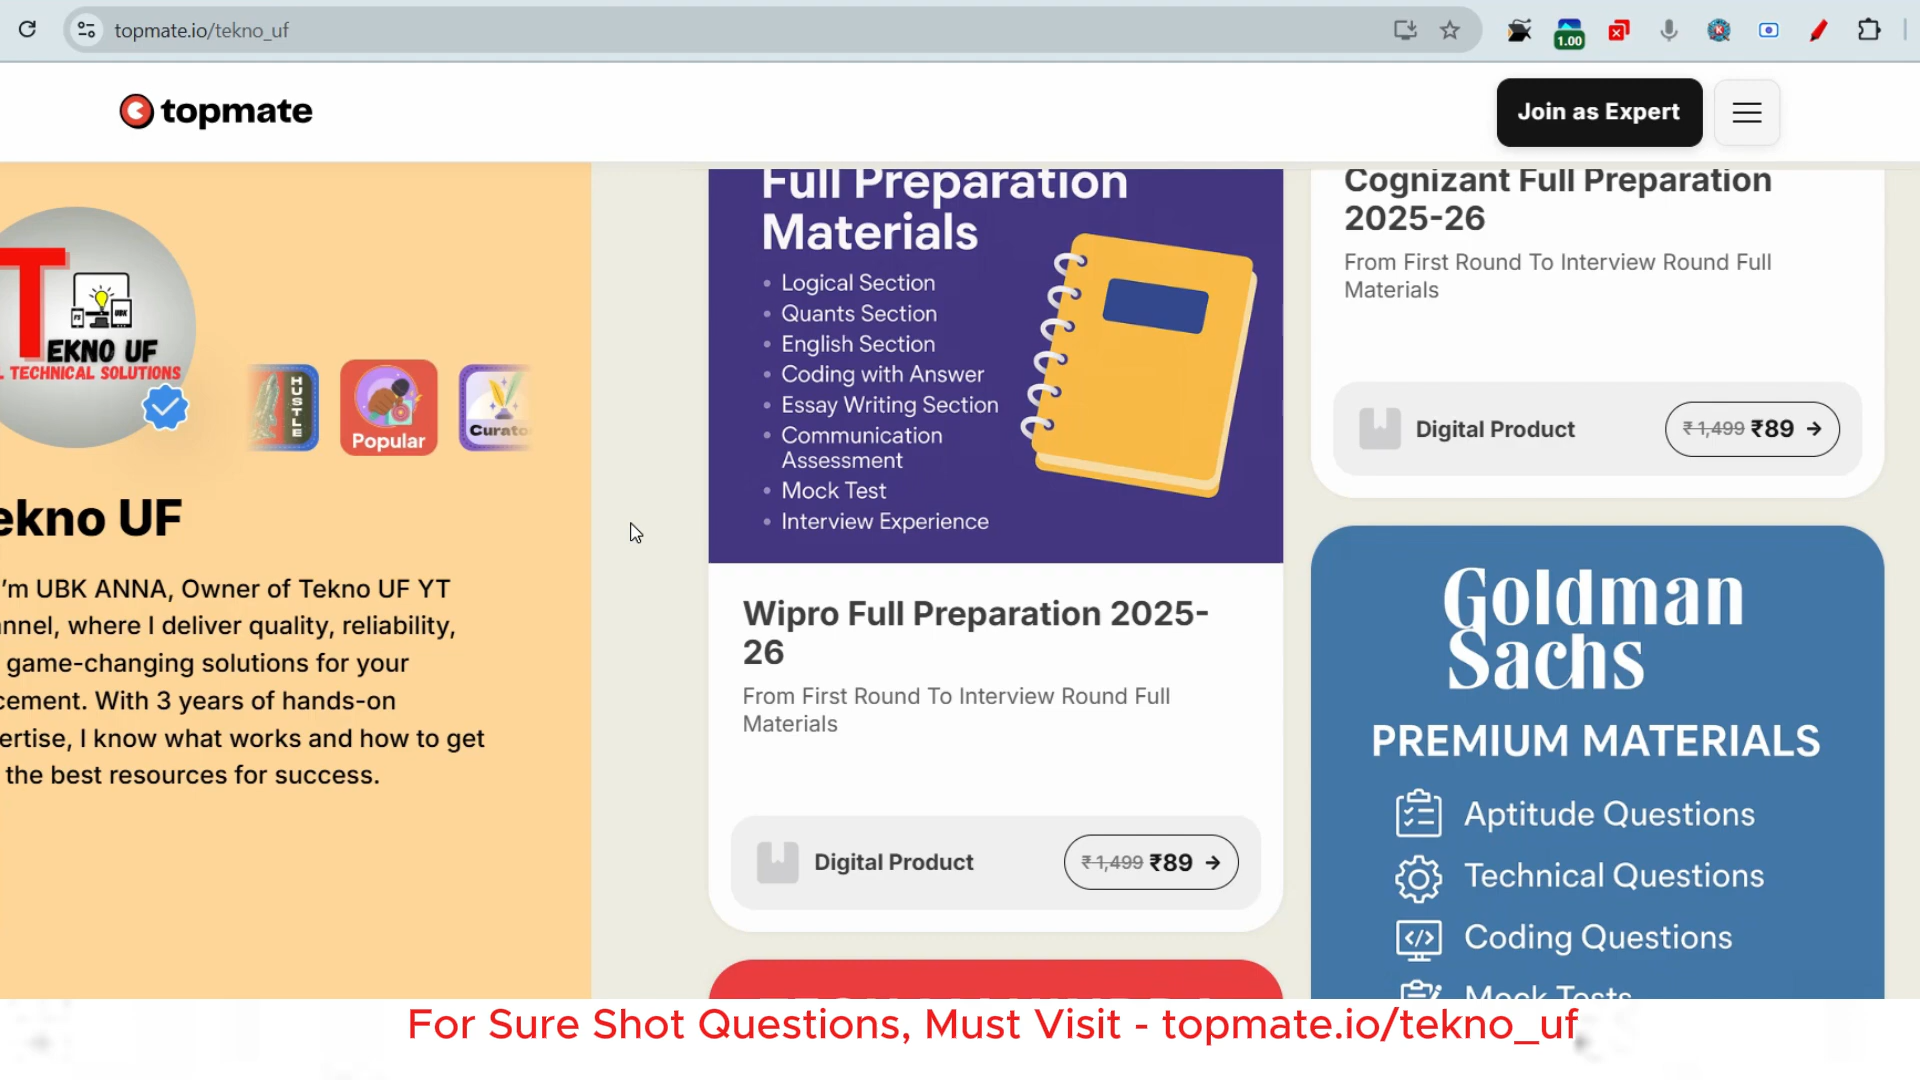 topmate.io/tekno_uf
1.00
topmate
Join as Expert
T
EKNO UF
TECHNICAL SOLUTIONS
HUSTLE
Popular
Curato
ekno UF
'm UBK ANNA, Owner of Tekno UF YT
nnel, where I deliver quality, reliability,
game-changing solutions for your
cement. With 3 years of hands-on
ertise, I know what works and how to get
the best resources for success.
Full Preparation
Materials
• Logical Section
• Quants Section
• English Section
• Coding with Answer
• Essay Writing Section
• Communication
Assessment
• Mock Test
• Interview Experience
Wipro Full Preparation 2025-
26
From First Round To Interview Round Full
Materials
Digital Product
₹ 1,499 ₹89 →
Cognizant Full Preparation
2025-26
From First Round To Interview Round Full
Materials
Digital Product
₹ 1,499 ₹89 →
Goldman
Sachs
PREMIUM MATERIALS
Aptitude Questions
Technical Questions
Coding Questions
Mock Tests
For Sure Shot Questions, Must Visit - topmate.io/tekno_uf